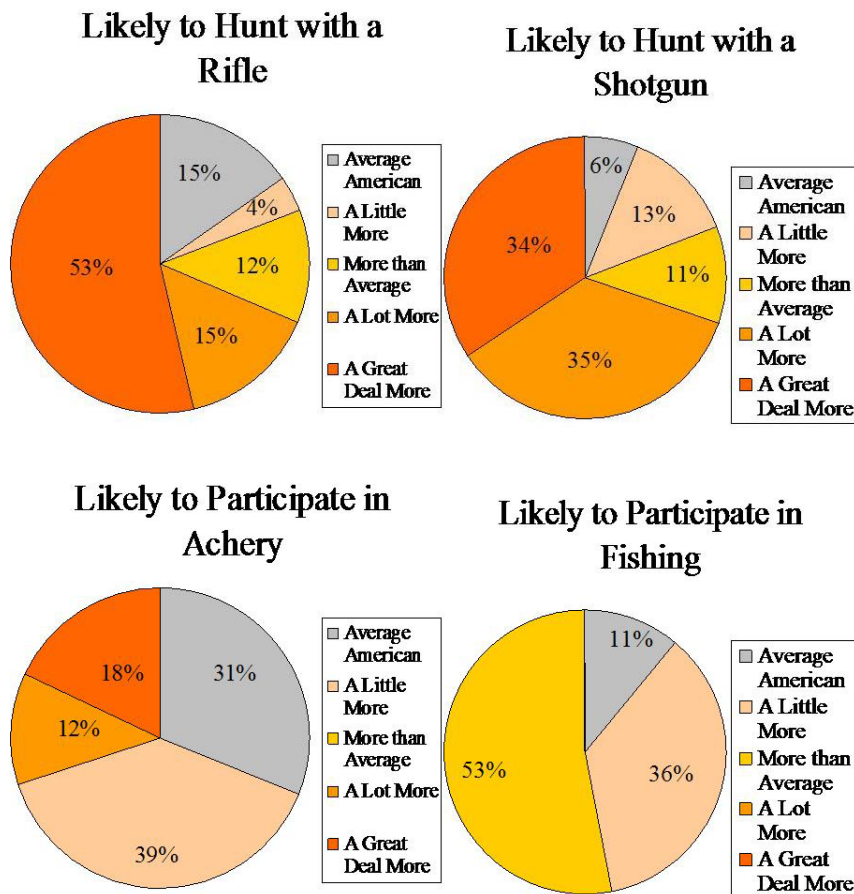 Likely to Hunt with a
Rifle
15%
4%
12%
15%
53%
Average
American
A Little
More
More than
Average
A Lot More
A Great
Deal More
Likely to Hunt with a
Shotgun
6%
13%
11%
35%
34%
Average
American
A Little
More
More than
Average
A Lot
More
A Great
Deal More
Likely to Participate in
Achery
31%
39%
12%
18%
Average
American
A Little
More
More than
Average
A Lot More
A Great
Deal More
Likely to Participate in
Fishing
11%
36%
53%
Average
American
A Little
More
More than
Average
A Lot
More
A Great
Deal More